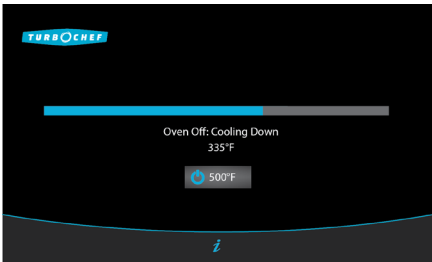 TURBOCHEF
Oven Off: Cooling Down
335°F
500°F
i